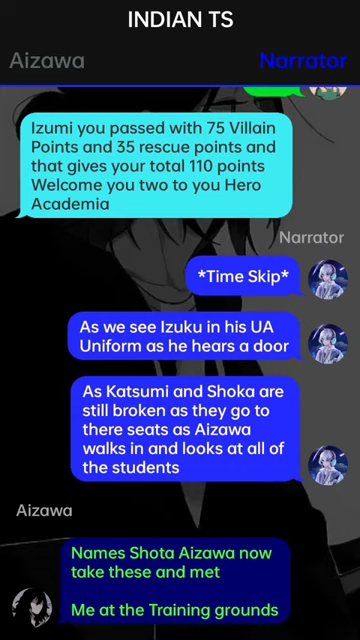 INDIAN TS
Aizawa
Narrator
Izumi you passed with 75 Villain
Points and 35 rescue points and
that gives your total 110 points
Welcome you two to you Hero
Academia
Narrator
*Time Skip*
As we see Izuku in his UA
Uniform as he hears a door
As Katsumi and Shoka are
still broken as they go to
there seats as Aizawa
walks in and looks at all of
the students
Aizawa
Names Shota Aizawa now
take these and met
Me at the Training grounds